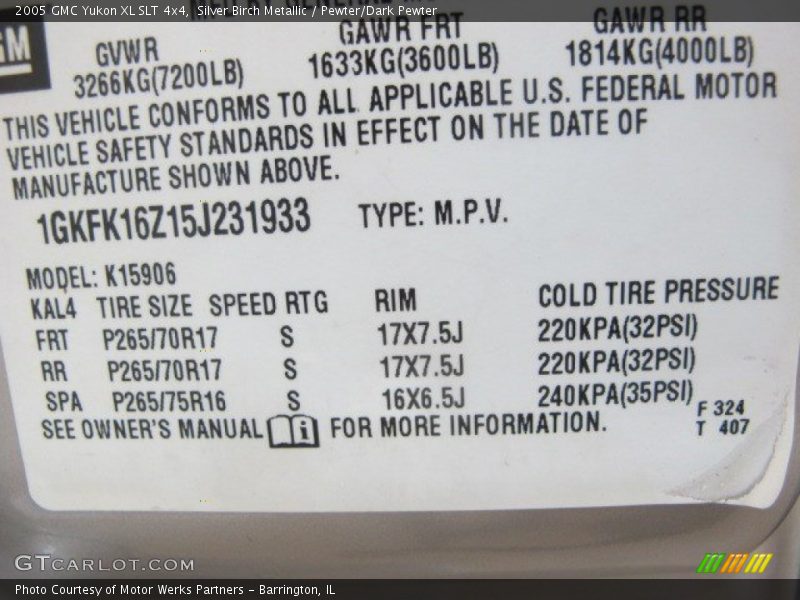 2005 GMC Yukon XL SLT 4x4, Silver Birch Metallic / Pewter/Dark Pewter
GM
GVWR GAWR FRT GAWR RR
3266KG(7200LB) 1633KG(3600LB) 1814KG(4000LB)
THIS VEHICLE CONFORMS TO ALL APPLICABLE U.S. FEDERAL MOTOR
VEHICLE SAFETY STANDARDS IN EFFECT ON THE DATE OF
MANUFACTURE SHOWN ABOVE.
1GKFK16Z15J231933 TYPE: M.P.V.
MODEL: K15906
KAL4 TIRE SIZE SPEED RTG RIM COLD TIRE PRESSURE
FRT P265/70R17 S 17X7.5J 220KPA(32PSI)
RR P265/70R17 S 17X7.5J 220KPA(32PSI)
SPA P265/75R16 S 16X6.5J 240KPA(35PSI)
F 324
SEE OWNER'S MANUAL i FOR MORE INFORMATION.
T 407
GTCARLOT.COM
Photo Courtesy of Motor Werks Partners - Barrington, IL